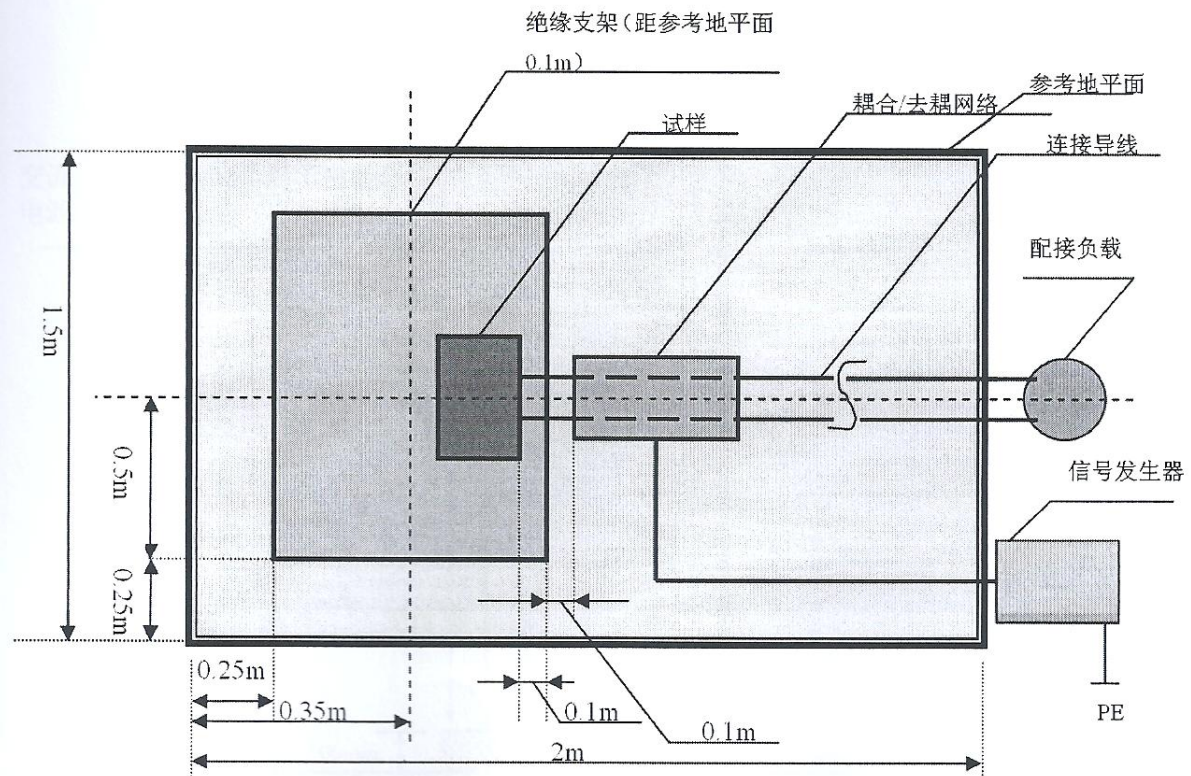 绝缘支架（距参考地平面
0.1m）
参考地平面
耦合/去耦网络
试样
连接导线
配接负载
1.5m
0.5m
信号发生器
0.25m
0.25m
0.35m
0.1m
0.1m
PE
2m